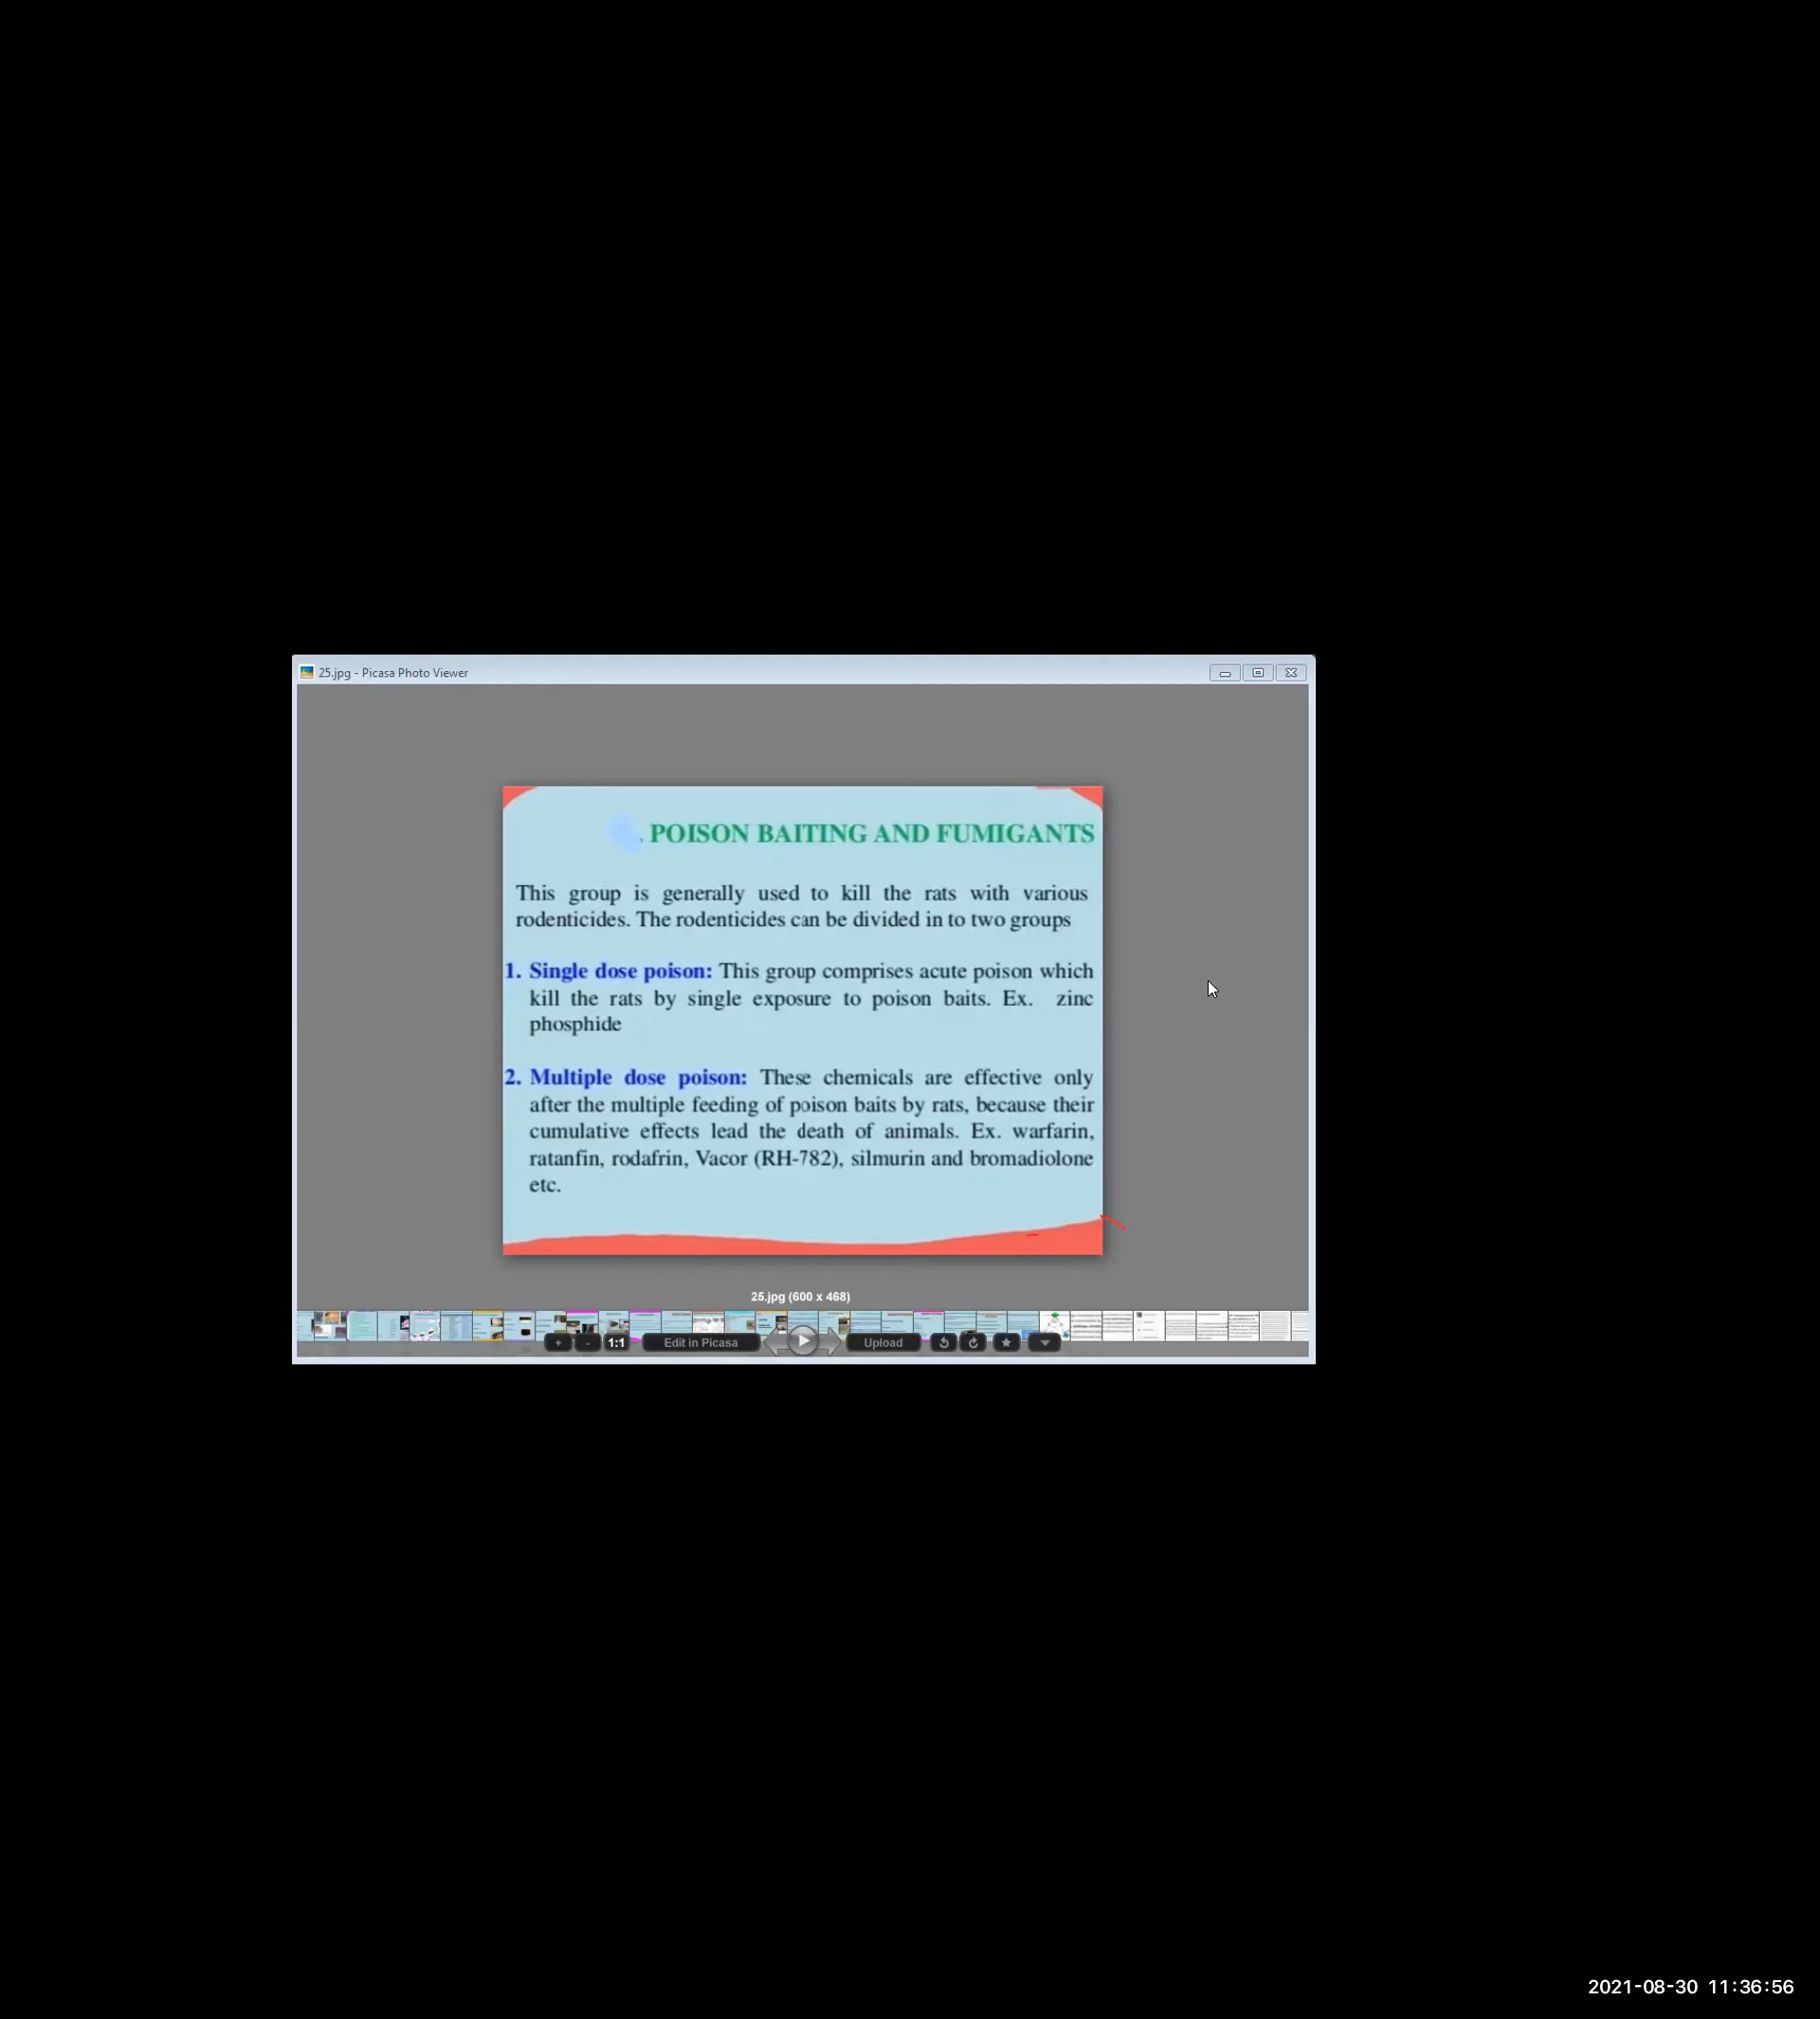 25.jpg - Picasa Photo Viewer
. POISON BAITING AND FUMIGANTS
This group is generally used to kill the rats with various
rodenticides. The rodenticides can be divided in to two groups
1. Single dose poison: This group comprises acute poison which
kill the rats by single exposure to poison baits. Ex. zinc
phosphide
2. Multiple dose poison: These chemicals are effective only
after the multiple feeding of poison baits by rats, because their
cumulative effects lead the death of animals. Ex. warfarin,
ratanfin, rodafrin, Vacor (RH-782), silmurin and bromadiolone
etc.
25.jpg (600 x 468)
+ - 1:1 Edit in Picasa Upload
2021-08-30 11:36:56